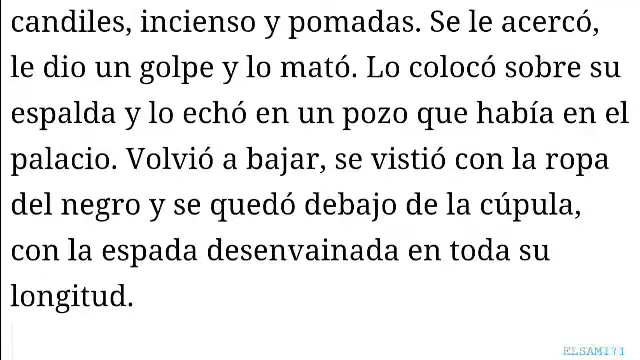 candiles, incienso y pomadas. Se le acercó,
le dio un golpe y lo mató. Lo colocó sobre su
espalda y lo echó en un pozo que había en el
palacio. Volvió a bajar, se vistió con la ropa
del negro y se quedó debajo de la cúpula,
con la espada desenvainada en toda su
longitud.
ELSAMI71